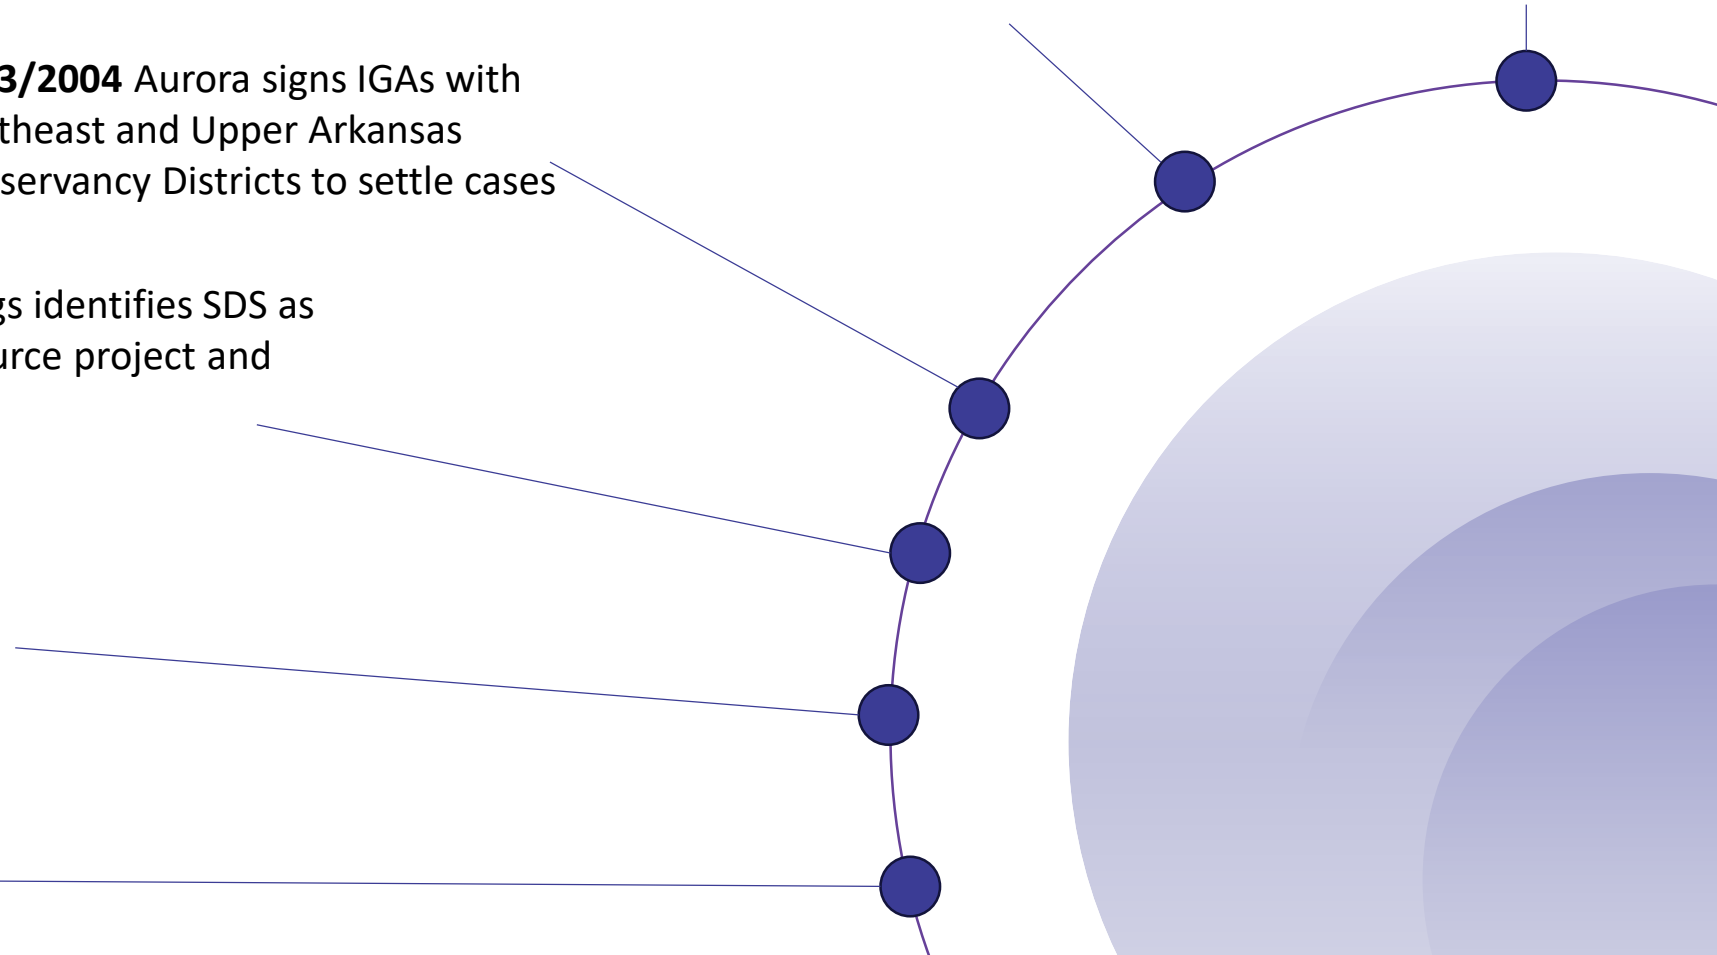 3/2004 Aurora signs IGAs with
theast and Upper Arkansas
servancy Districts to settle cases
gs identifies SDS as
urce project and